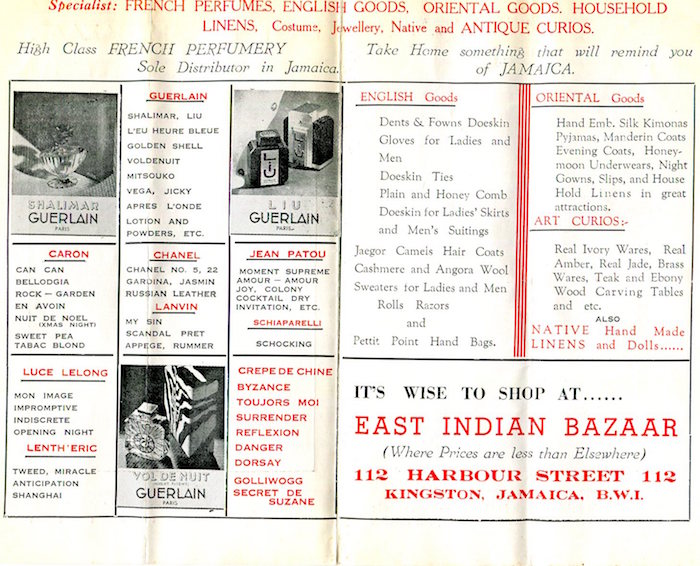 Specialist: FRENCH PERFUMES, ENGLISH GOODS, ORIENTAL GOODS. HOUSEHOLD
LINENS, Costume, Jewellery, Native and ANTIQUE CURIOS.
High Class FRENCH PERFUMERY
Sole Distributor in Jamaica.
Take Home something that will remind you
of JAMAICA.
SHALIMAR
GUERLAIN
PARIS
GUERLAIN
SHALIMAR, LIU
L'EU HEURE BLEUE
GOLDEN SHELL
VOLDENUIT
MITSOUKO
VEGA, JICKY
APRES L'ONDE
LOTION AND
POWDERS, ETC.
LIU
LIU
GUERLAIN
PARIS
CARON
CAN CAN
BELLODGIA
ROCK - GARDEN
EN AVOIN
NUIT DE NOEL
(XMAS NIGHT)
SWEET PEA
TABAC BLOND
CHANEL
CHANEL NO. 5, 22
GARDINA, JASMIN
RUSSIAN LEATHER
LANVIN
MY SIN
SCANDAL PRET
APPEGE, RUMMER
JEAN PATOU
MOMENT SUPREME
AMOUR - AMOUR
JOY, COLONY
COCKTAIL DRY
INVITATION, ETC.
SCHIAPARELLI
SCHOCKING
LUCE LELONG
MON IMAGE
IMPROMPTIVE
INDISCRETE
OPENING NIGHT
LENTH'ERIC
TWEED, MIRACLE
ANTICIPATION
SHANGHAI
VOL DE NUIT
GUERLAIN
PARIS
CREPE DE CHINE
BYZANCE
TOUJORS MOI
SURRENDER
REFLEXION
DANGER
DORSAY
GOLLIWOGG
SECRET DE
SUZANE
ENGLISH Goods
Dents & Fowns Doeskin
Gloves for Ladies and
Men
Doeskin Ties
Plain and Honey Comb
Doeskin for Ladies' Skirts
and Men's Suitings
Jaegor Camels Hair Coats
Cashmere and Angora Wool
Sweaters for Ladies and Men
Rolls Razors
and
Pettit Point Hand Bags.
ORIENTAL Goods
Hand Emb. Silk Kimonas
Pyjamas, Manderin Coats
Evening Coats, Honey-
moon Underwears, Night
Gowns, Slips, and House
Hold Linens in great
attractions.
ART CURIOS:-
Real Ivory Wares, Real
Amber, Real Jade, Brass
Wares, Teak and Ebony
Wood Carving Tables
and etc.
ALSO
NATIVE Hand Made
LINENS and Dolls......
IT'S WISE TO SHOP AT......
EAST INDIAN BAZAAR
(Where Prices are less than Elsewhere)
112 HARBOUR STREET 112
KINGSTON, JAMAICA, B.W.I.